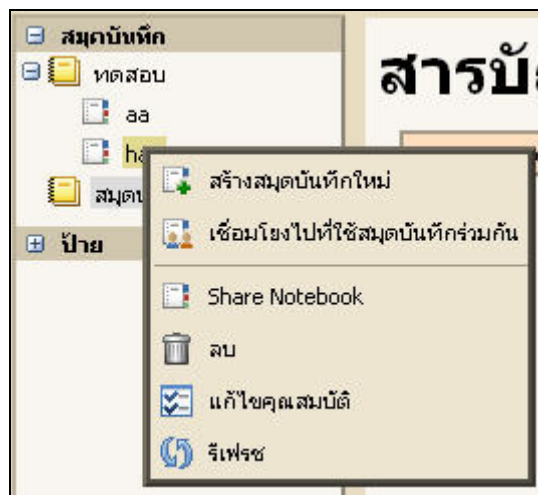 สมุดบันทึก
ทดสอบ
สารบั
aa
สร้างสมุดบันทึกใหม่
เชื่อมโยงไปที่ใช้สมุดบันทึกร่วมกัน
ป้าย
Share Notebook
ลบ
แก้ไขคุณสมบัติ
รีเฟรช